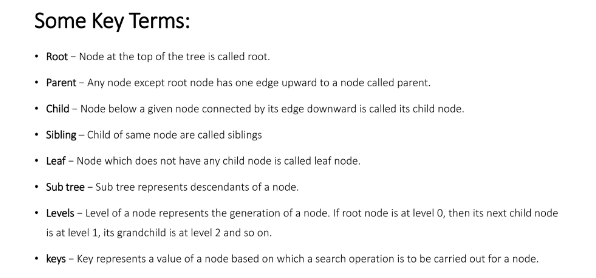 Some Key Terms:
• Root – Node at the top of the tree is called root.
• Parent – Any node except root node has one edge upward to a node called parent.
• Child – Node below a given node connected by its edge downward is called its child node.
• Sibling – Child of same node are called siblings
• Leaf – Node which does not have any child node is called leaf node.
• Sub tree – Sub tree represents descendants of a node.
• Levels – Level of a node represents the generation of a node. If root node is at level 0, then its next child node
is at level 1, its grandchild is at level 2 and so on.
• keys – Key represents a value of a node based on which a search operation is to be carried out for a node.